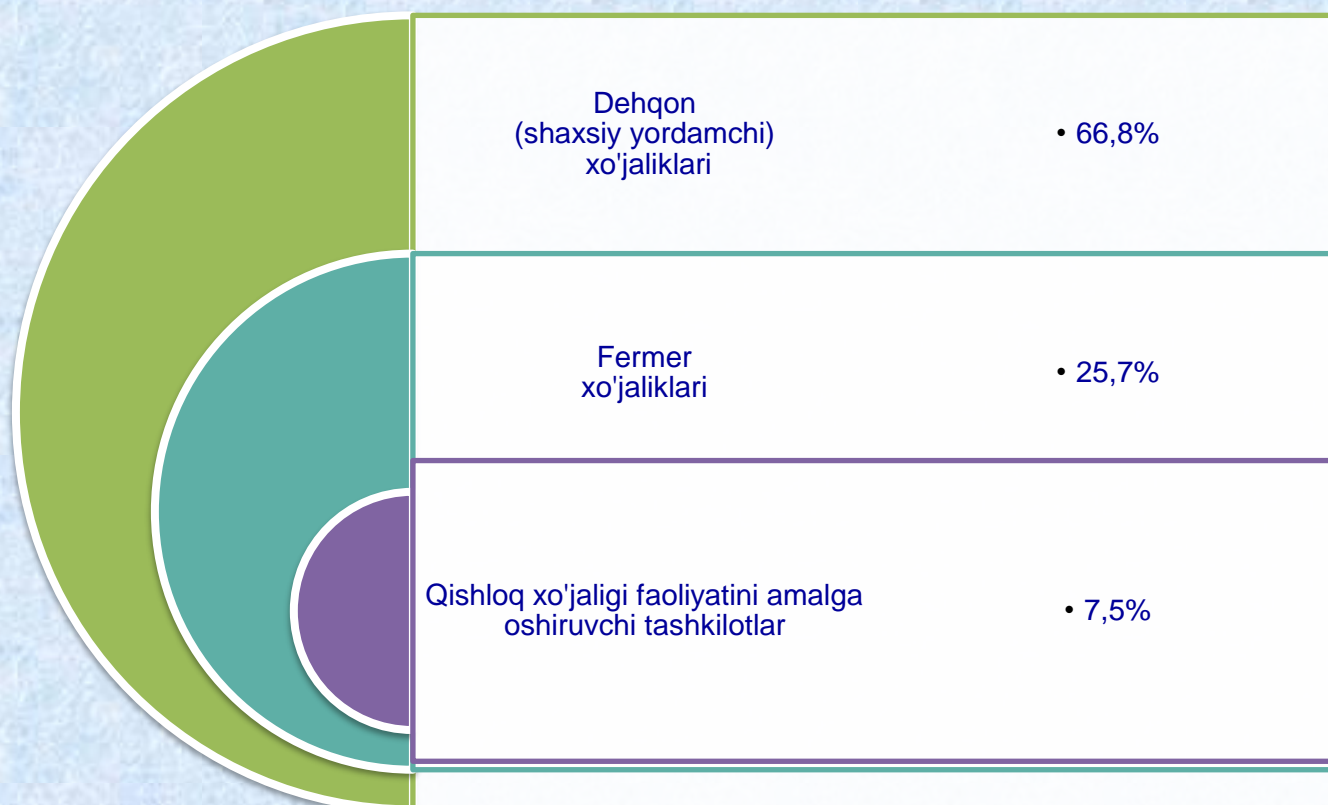 Dehqon
(shaxsiy yordamchi)
xo'jaliklari
• 66,8%
Fermer
xo'jaliklari
• 25,7%
Qishloq xo'jaligi faoliyatini amalga
oshiruvchi tashkilotlar
• 7,5%